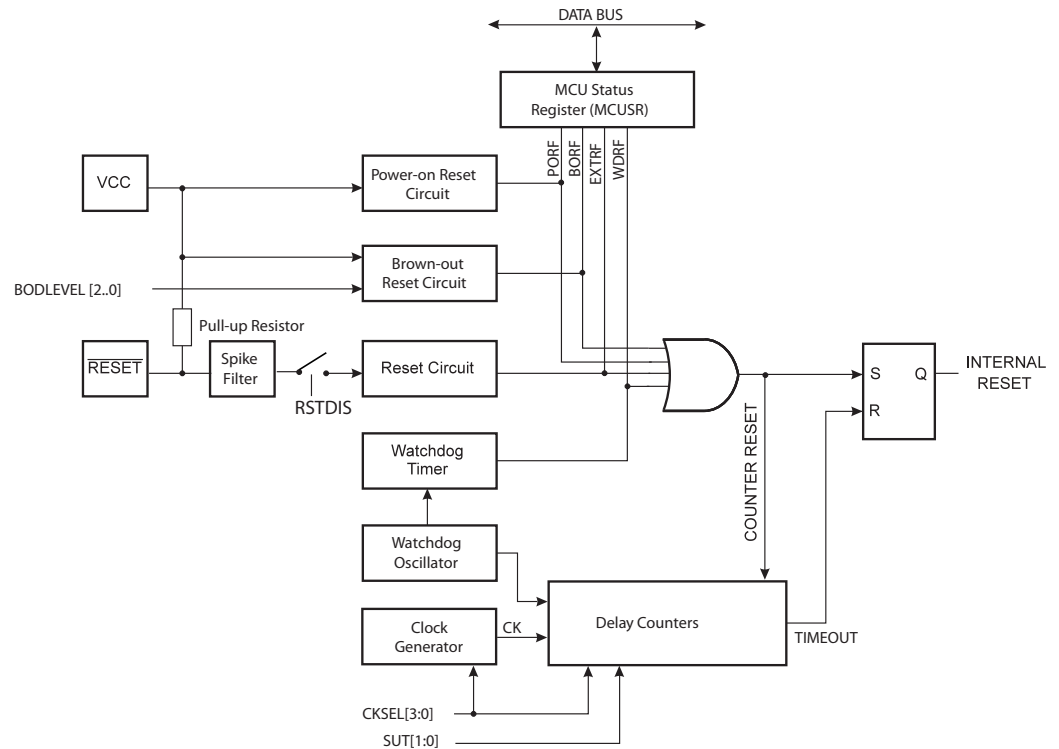 DATA BUS
MCU Status
Register (MCUSR)
PORF
BORF
EXTRF
WDRF
VCC
Power-on Reset
Circuit
Brown-out
Reset Circuit
BODLEVEL [2..0]
Pull-up Resistor
RESET
Spike
Filter
RSTDIS
Reset Circuit
S
Q
R
INTERNAL
RESET
COUNTER RESET
Watchdog
Timer
Watchdog
Oscillator
Clock
Generator
CK
Delay Counters
TIMEOUT
CKSEL[3:0]
SUT[1:0]